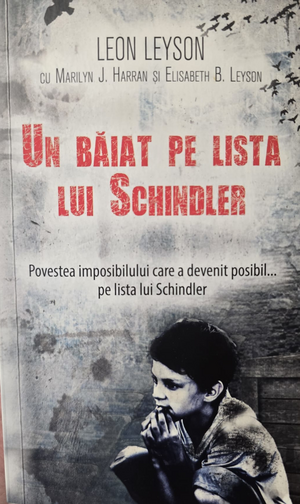 LEON LEYSON
CU MARILYN J. HARRAN ȘI ELISABETH B. LEYSON
UN BĂIAT PE LISTA
LUI SCHINDLER
Povestea imposibilului care a devenit posibil...
pe lista lui Schindler